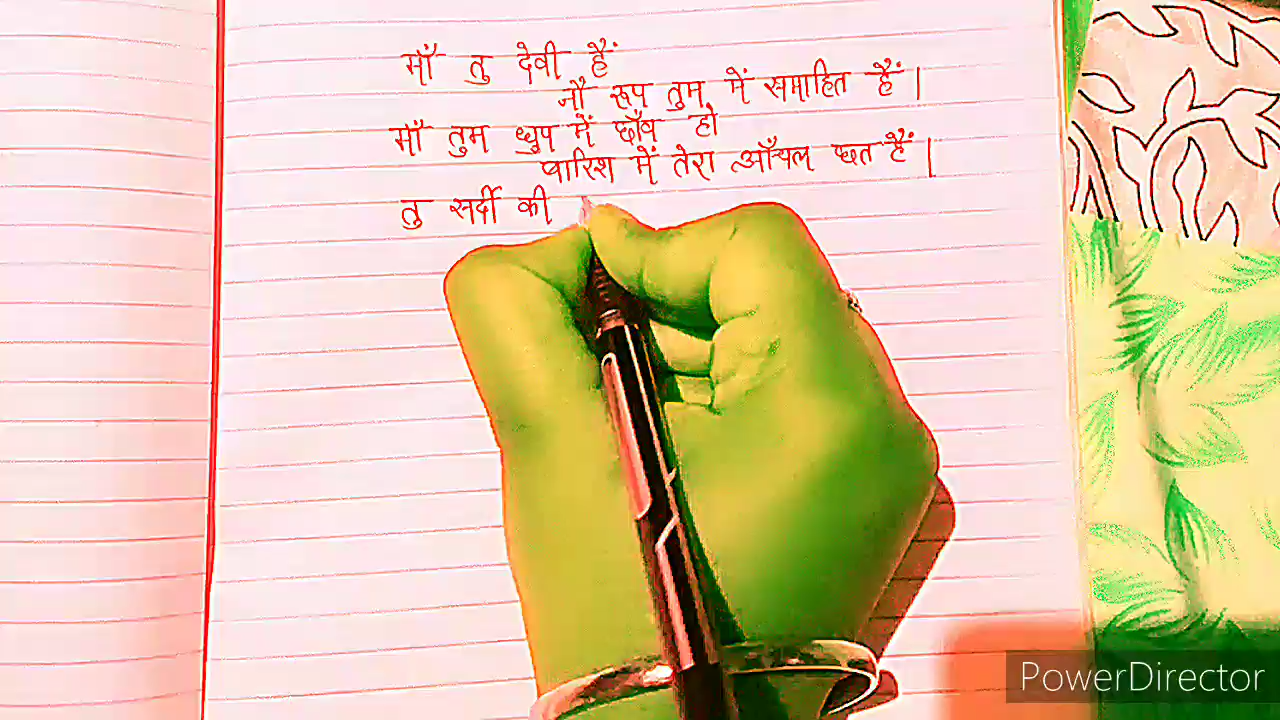 माँ तु देवी हैं
नौ रूप तुम में समाहित हैं।
माँ तुम धुप में छाँव हो
बारिश में तेरा आँचल छत हैं।
तु सर्दी की
PowerDirector